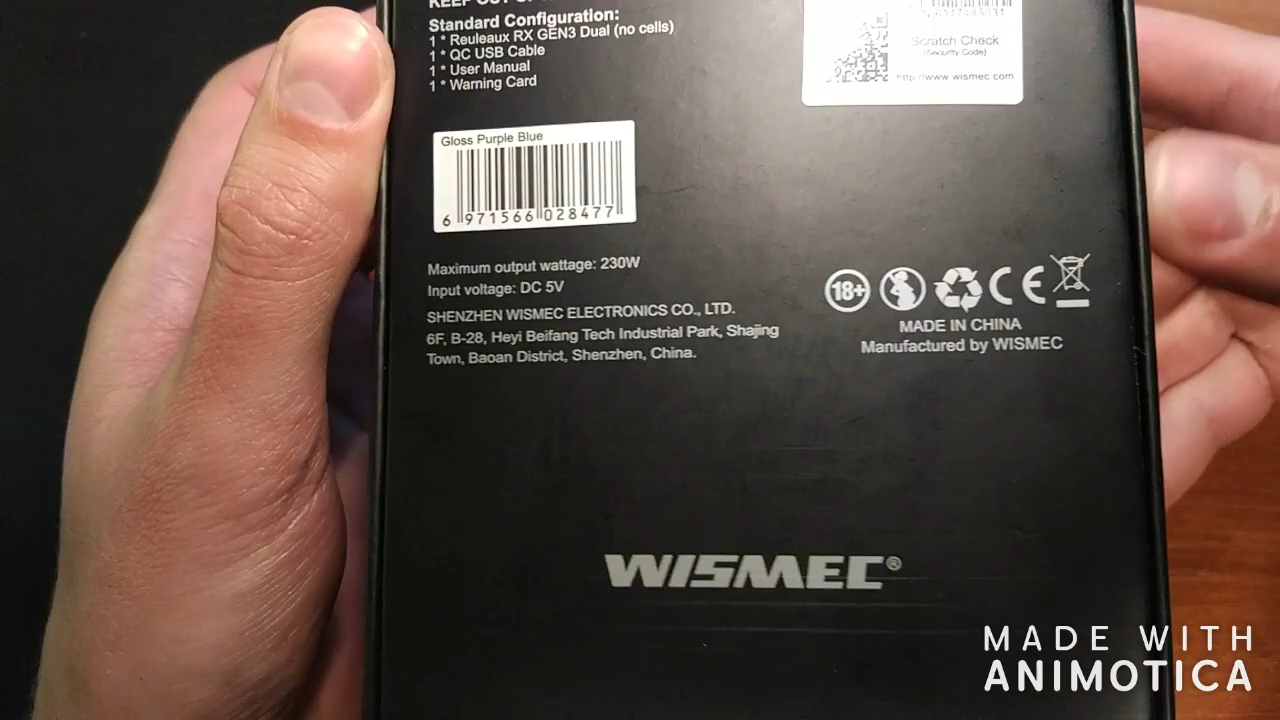 KEEP OUT OF
Standard Configuration:
1 * Reuleaux RX GEN3 Dual (no cells)
1 * QC USB Cable
1 * User Manual
1 * Warning Card
Scratch Check
(Security Code)
http://www.wismec.com
Gloss Purple Blue
6 971566 028477
Maximum output wattage: 230W
Input voltage: DC 5V
SHENZHEN WISMEC ELECTRONICS CO., LTD.
6F, B-28, Heyi Beifang Tech Industrial Park, Shajing
Town, Baoan District, Shenzhen, China.
18+
CE
MADE IN CHINA
Manufactured by WISMEC
WISMEC®
MADE WITH
ANIMOTICA